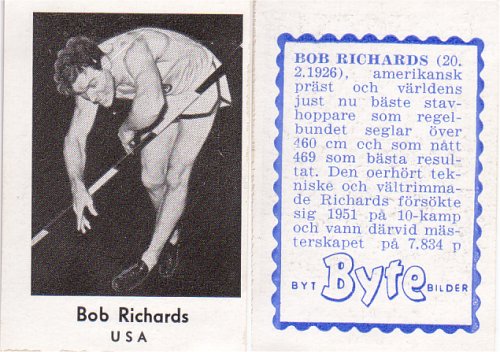 Bob Richards
USA
BOB RICHARDS (20.
2.1926), amerikansk
präst och världens
just nu bäste stav-
hoppare som regel-
bundet seglar över
460 cm cch som nått
469 som bästa resul-
tat. Den oerhört tek-
niske och vältrimma-
de Richards försökte
sig 1951 på 10-kamp
och vann därvid mäs-
terskapet på 7.834 p
BYT Byte BILDER